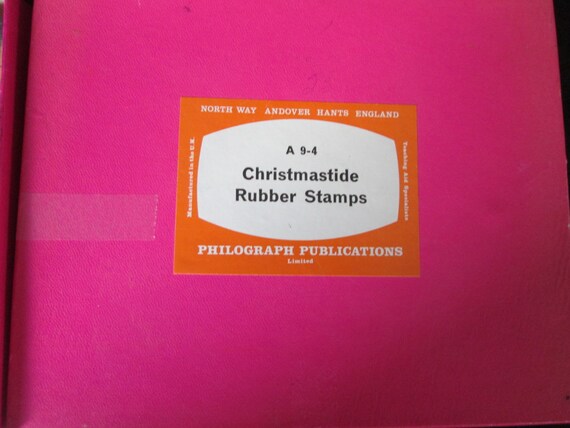 NORTH WAY ANDOVER HANTS ENGLAND
Manufactured in the U.K.
A 9-4
Christmastide
Rubber Stamps
Teaching Aid Specialists
PHILOGRAPH PUBLICATIONS
Limited